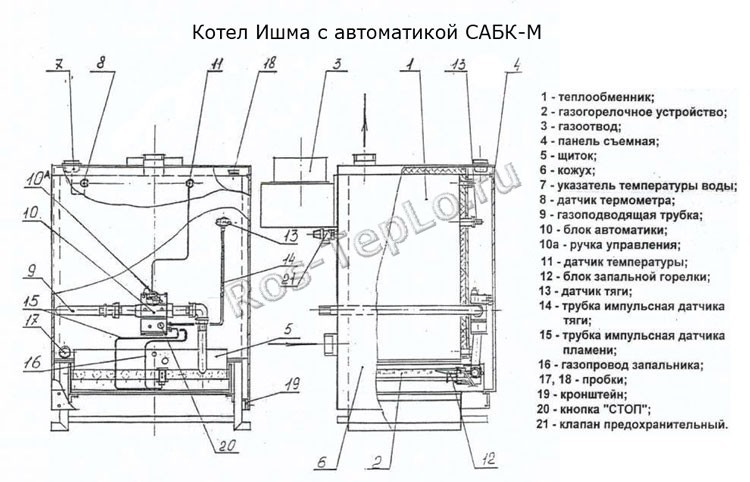 Котел Ишма с автоматикой САБК-М
7 8 11 18 3 1 13 4
10А
10
9
15
17
16
13
14
21
5
19
20
6 2 12
Ros-TepLo.ru
1 - теплообменник;
2 - газогорелочное устройство;
3 - газоотвод;
4 - панель съемная;
5 - щиток;
6 - кожух;
7 - указатель температуры воды;
8 - датчик термометра;
9 - газоподводящая трубка;
10 - блок автоматики;
10а - ручка управления;
11 - датчик температуры;
12 - блок запальной горелки;
13 - датчик тяги;
14 - трубка импульсная датчика
тяги;
15 - трубка импульсная датчика
пламени;
16 - газопровод запальника;
17, 18 - пробки;
19 - кронштейн;
20 - кнопка "СТОП";
21 - клапан предохранительный.